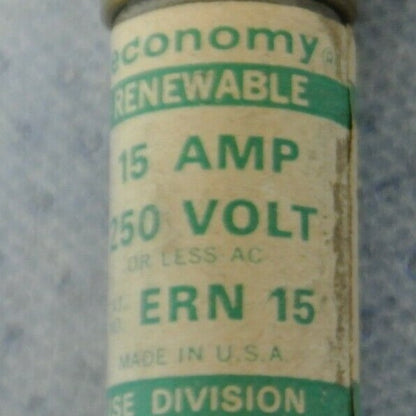 economy®
RENEWABLE
15 AMP
250 VOLT
OR LESS AC
ERN 15
MADE IN U.S.A.
DIVISION